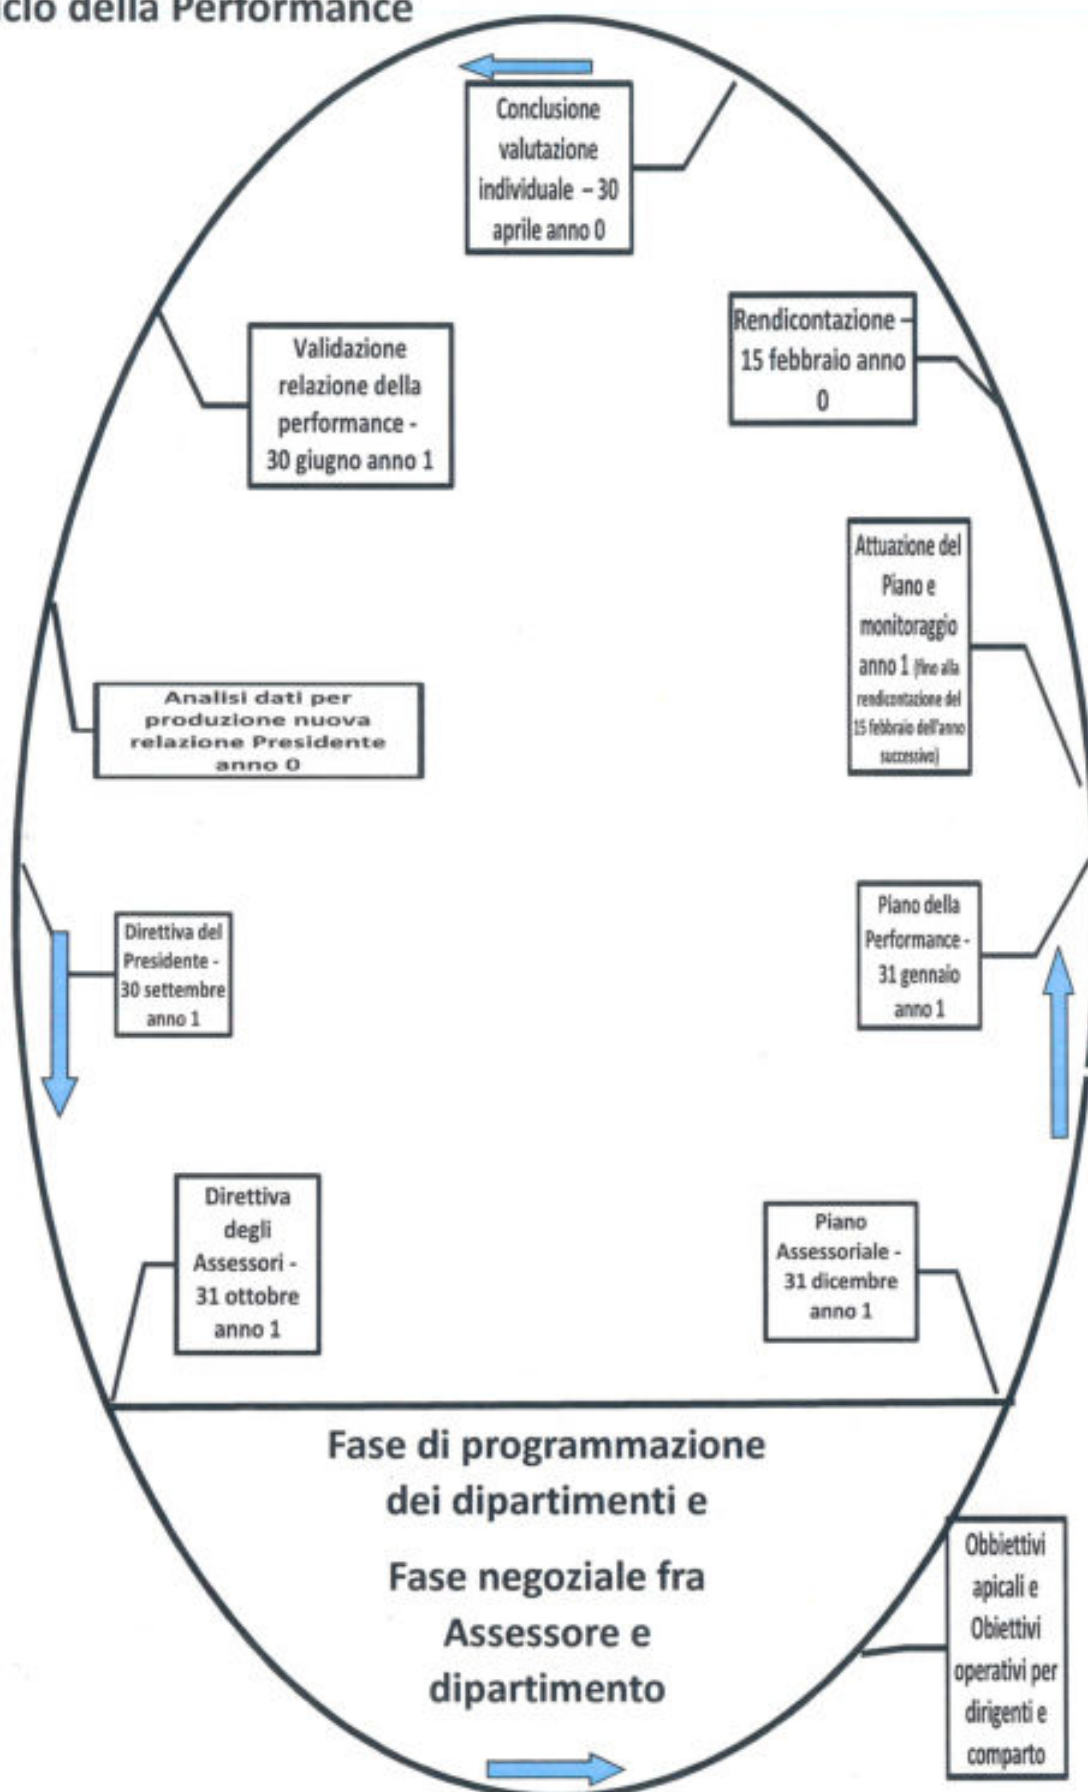 iclo della Performance
Conclusione
valutazione
individuale – 30
aprile anno 0
Rendicontazione –
15 febbraio anno
0
Validazione
relazione della
performance -
30 giugno anno 1
Attuazione del
Piano e
monitoraggio
anno 1 (fino alla
rendicontazione del
15 febbraio dell'anno
successivo)
Analisi dati per
produzione nuova
relazione Presidente
anno 0
Piano della
Performance -
31 gennaio
anno 1
Direttiva del
Presidente -
30 settembre
anno 1
Direttiva
degli
Assessori -
31 ottobre
anno 1
Piano
Assessoriale -
31 dicembre
anno 1
Fase di programmazione
dei dipartimenti e
Fase negoziale fra
Assessore e
dipartimento
Obbiettivi
apicali e
Obiettivi
operativi per
dirigenti e
comparto